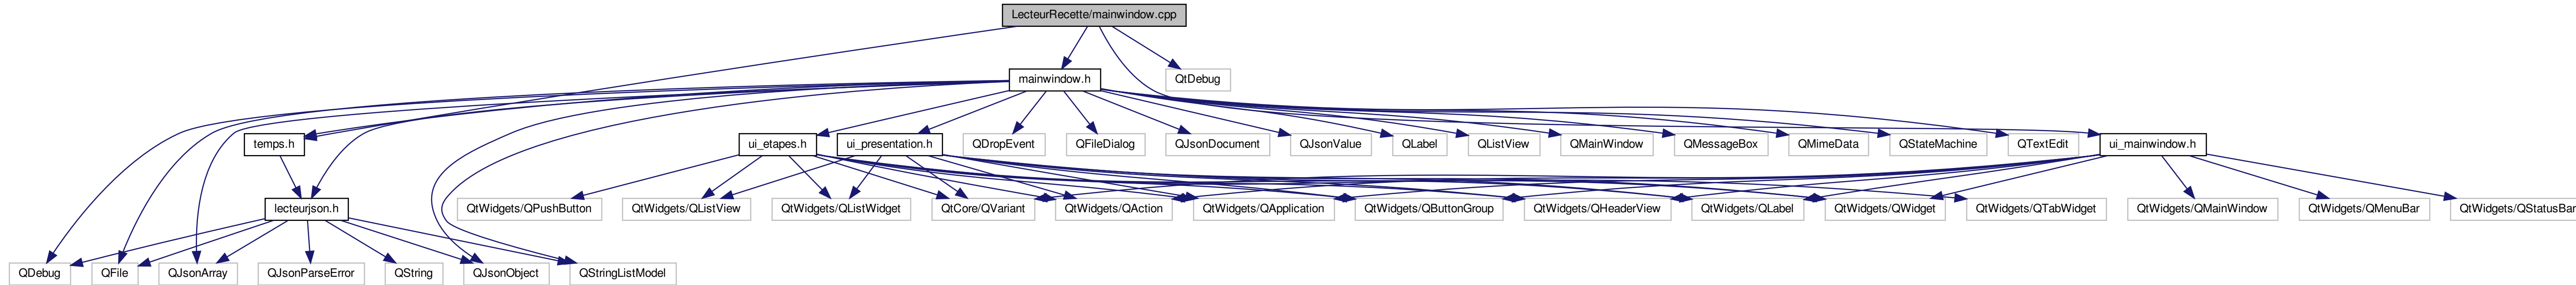 LecteurRecette/mainwindow.cpp
mainwindow.h
QtDebug
temps.h
ui_etapes.h
ui_presentation.h
QDropEvent
QFileDialog
QJsonDocument
QJsonValue
QLabel
QListView
QMainWindow
QMessageBox
QMimeData
QStateMachine
QTextEdit
ui_mainwindow.h
lecteurjson.h
QtWidgets/QPushButton
QtWidgets/QListView
QtWidgets/QListWidget
QtCore/QVariant
QtWidgets/QAction
QtWidgets/QApplication
QtWidgets/QButtonGroup
QtWidgets/QHeaderView
QtWidgets/QLabel
QtWidgets/QWidget
QtWidgets/QTabWidget
QtWidgets/QMainWindow
QtWidgets/QMenuBar
QtWidgets/QStatusBar
QDebug
QFile
QJsonArray
QJsonParseError
QString
QJsonObject
QStringListModel